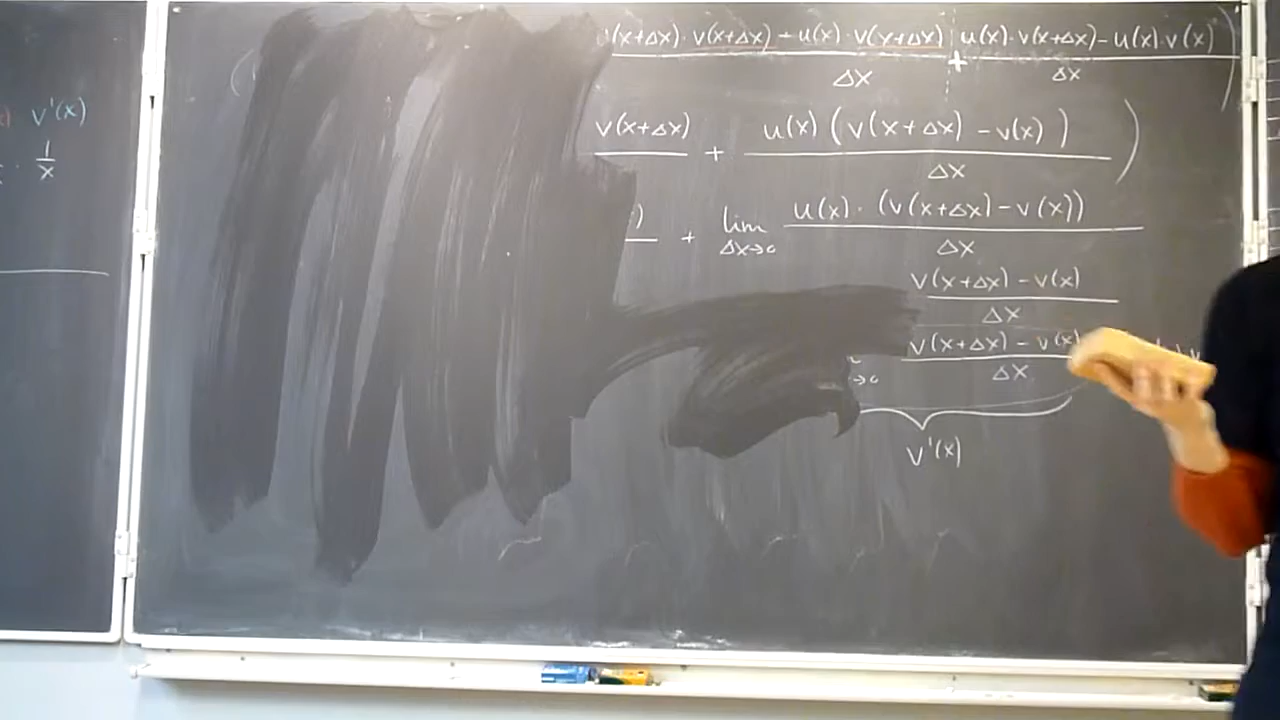 v'(x)
· 1/x
(x+Δx)·v(x+Δx) - u(x)·v(x+Δx) + u(x)·v(x+Δx) - u(x)·v(x) )
Δx Δx
v(x+Δx) + u(x) ( v(x+Δx) - v(x) ) )
Δx
) + lim Δx→0 u(x) · (v(x+Δx) - v(x))
Δx
v(x+Δx) - v(x)
Δx
→0 v(x+Δx) - v(x)
Δx
v'(x)